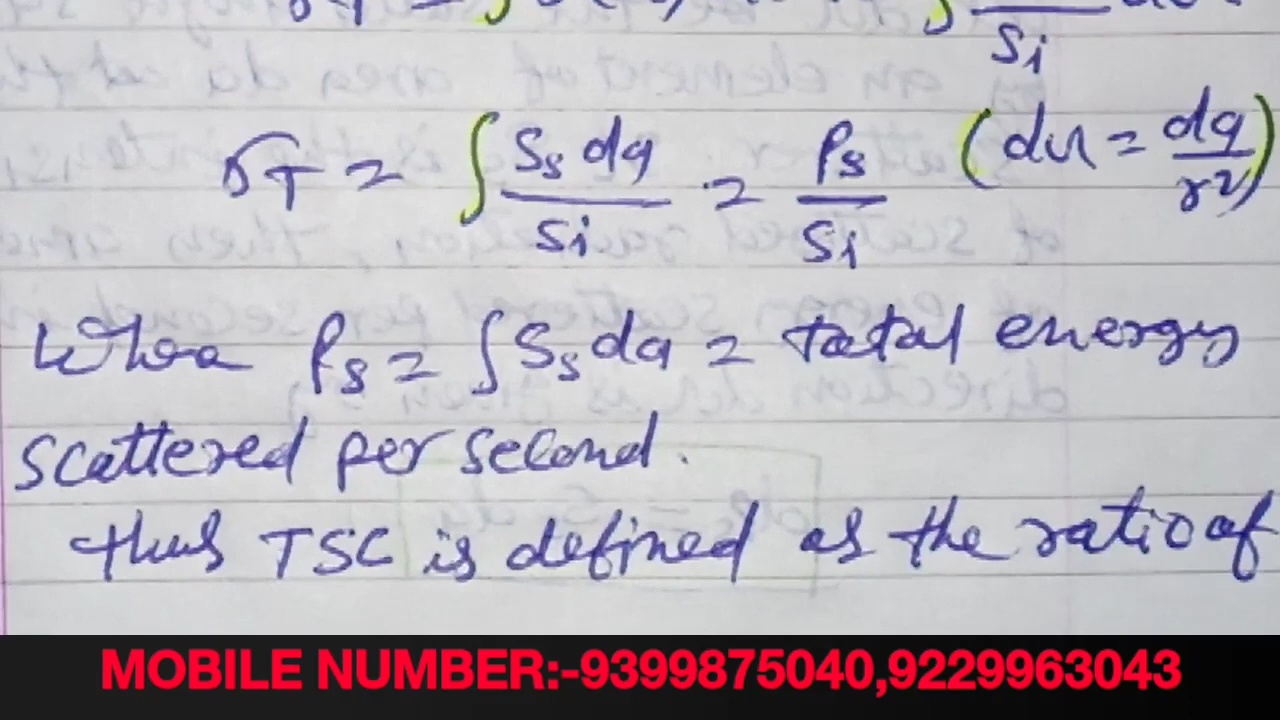 Si
σT = ∫ Ss da / Si = Ps / Si (dω = da / r²)
Where Ps = ∫ Ss da = total energy
scattered per second.
thus TSC is defined as the ratio of
MOBILE NUMBER:-9399875040,9229963043